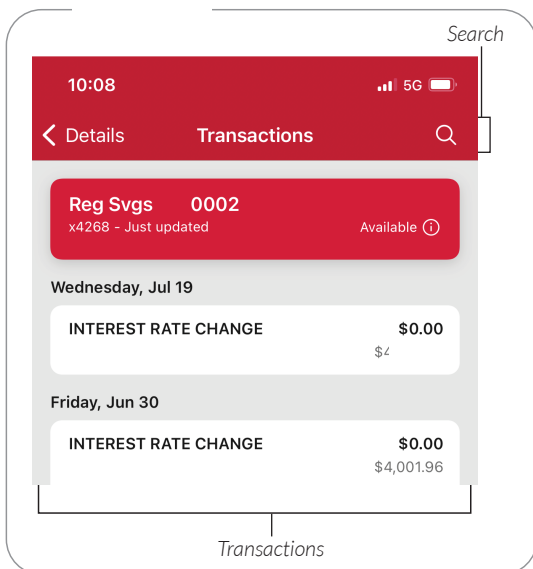 Search
10:08 5G
Details Transactions
Reg Svgs 0002
x4268 - Just updated Available
Wednesday, Jul 19
INTEREST RATE CHANGE $0.00
Friday, Jun 30
INTEREST RATE CHANGE $0.00
$4,001.96
Transactions